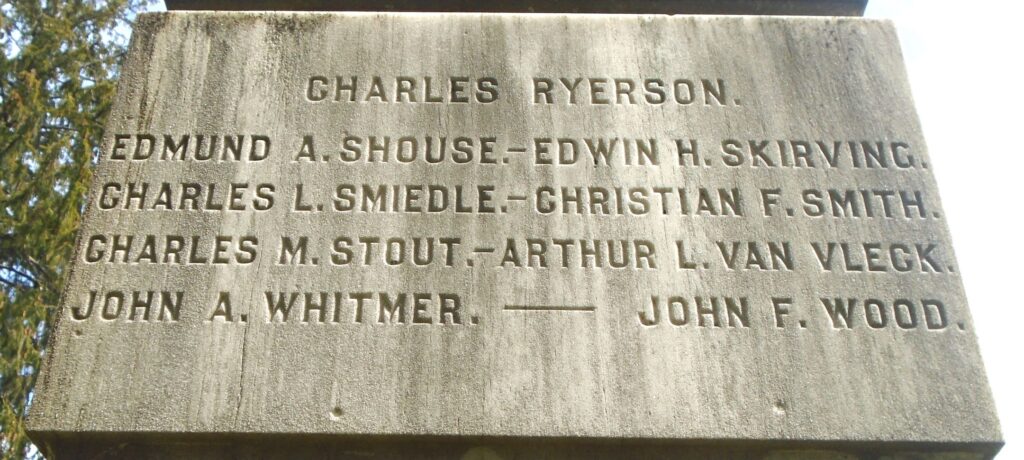 CHARLES RYERSON.
EDMUND A. SHOUSE.-EDWIN H. SKIRVING.
CHARLES L. SMIEDLE.-CHRISTIAN F. SMITH.
CHARLES M. STOUT.-ARTHUR L. VAN VLECK.
JOHN A. WHITMER. — JOHN F. WOOD.